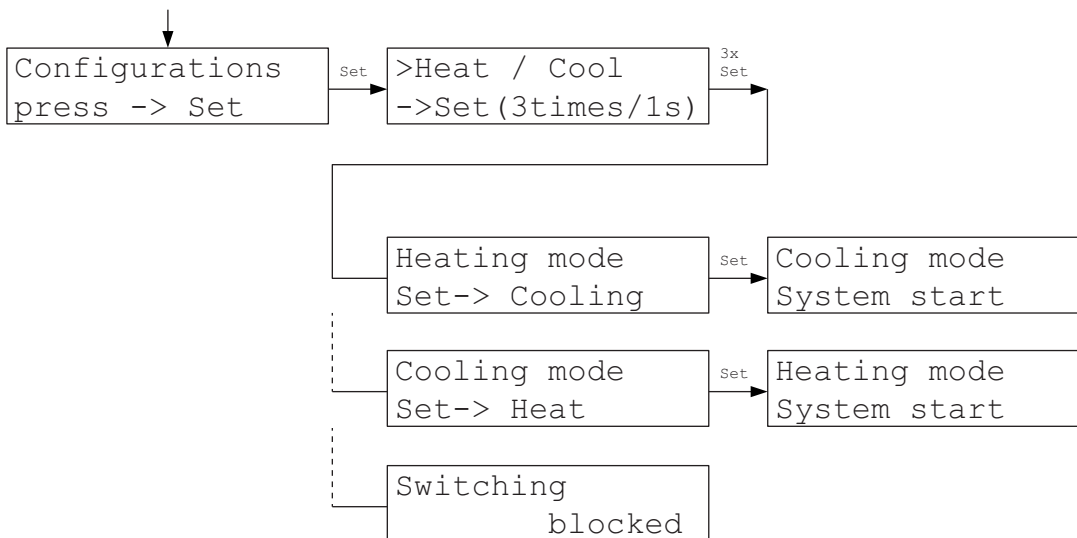 Configurations
press -> Set
Set
>Heat / Cool
->Set(3times/1s)
3x
Set
Heating mode
Set-> Cooling
Set
Cooling mode
System start
Cooling mode
Set-> Heat
Set
Heating mode
System start
Switching
blocked